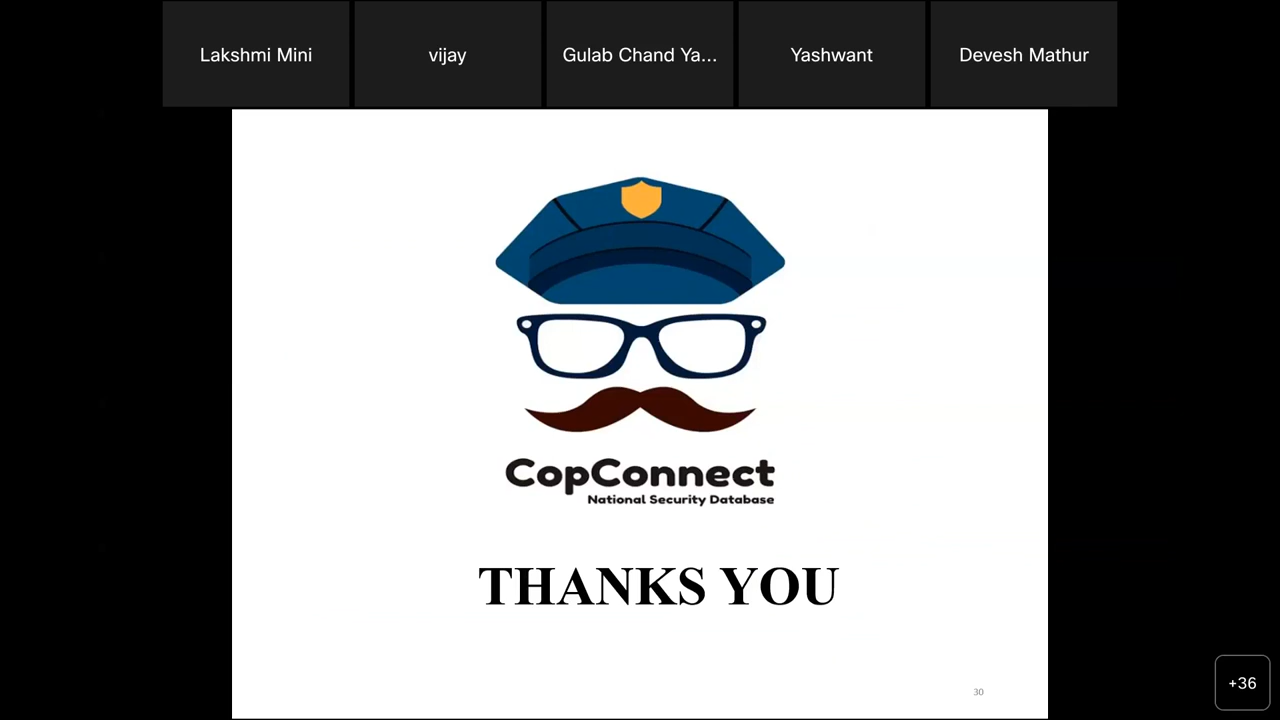 Lakshmi Mini
vijay
Gulab Chand Ya...
Yashwant
Devesh Mathur
CopConnect
National Security Database
THANKS YOU
30
+36